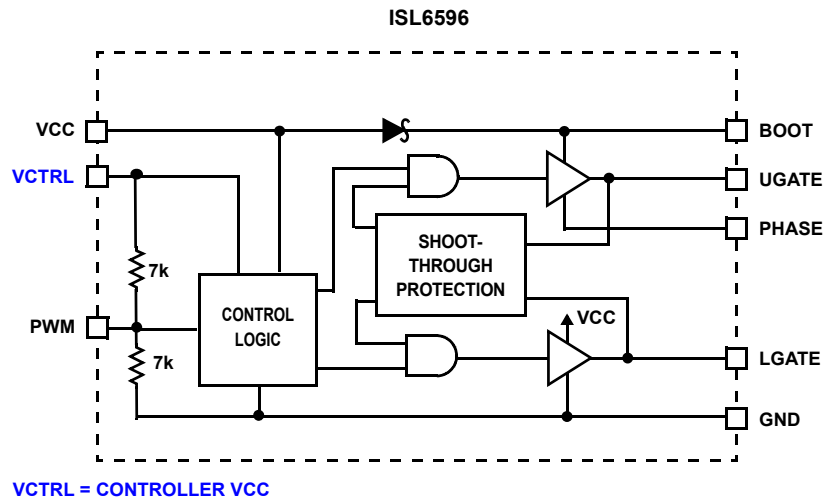 ISL6596
VCC
BOOT
VCTRL
UGATE
PHASE
SHOOT-
THROUGH
PROTECTION
7k
CONTROL
LOGIC
PWM
VCC
7k
LGATE
GND
VCTRL = CONTROLLER VCC